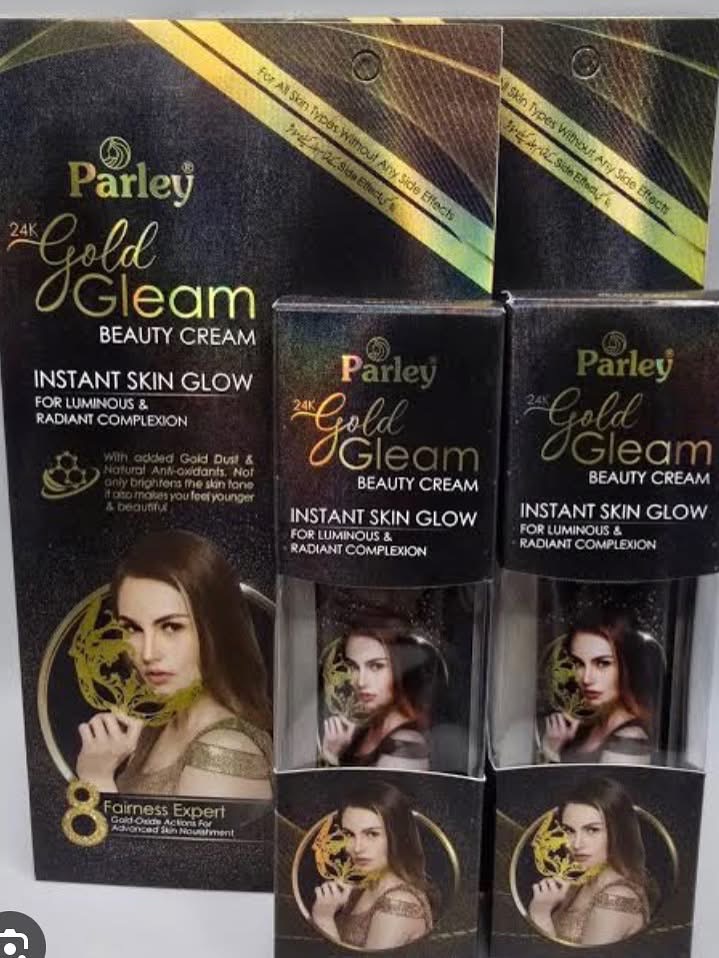 For All Skin Types Without Any Side Effects
Side Effects
Parley®
24K
Gold
Gleam
BEAUTY CREAM
INSTANT SKIN GLOW
FOR LUMINOUS &
RADIANT COMPLEXION
With added Gold Dust &
Natural Anti-oxidants. Not
only brightens the skin tone
it also makes you feel younger
& beautiful
8 Fairness Expert
Gold-Oxide Actions For
Advanced Skin Nourishment
Skin Types Without Any Side Effects
Side Effects
Parley
24K
Gold
Gleam
BEAUTY CREAM
INSTANT SKIN GLOW
FOR LUMINOUS &
RADIANT COMPLEXION
Parley
24K
Gold
Gleam
BEAUTY CREAM
INSTANT SKIN GLOW
FOR LUMINOUS &
RADIANT COMPLEXION